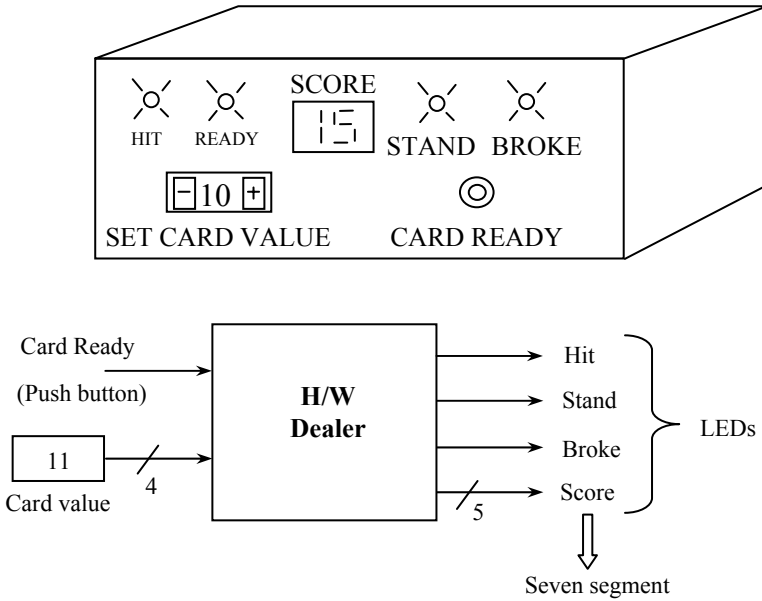 SCORE
HIT READY 15 STAND BROKE
- 10 +
SET CARD VALUE CARD READY
Card Ready
(Push button)
11
4
Card value
H/W
Dealer
Hit
Stand
Broke
Score
5
LEDs
Seven segment